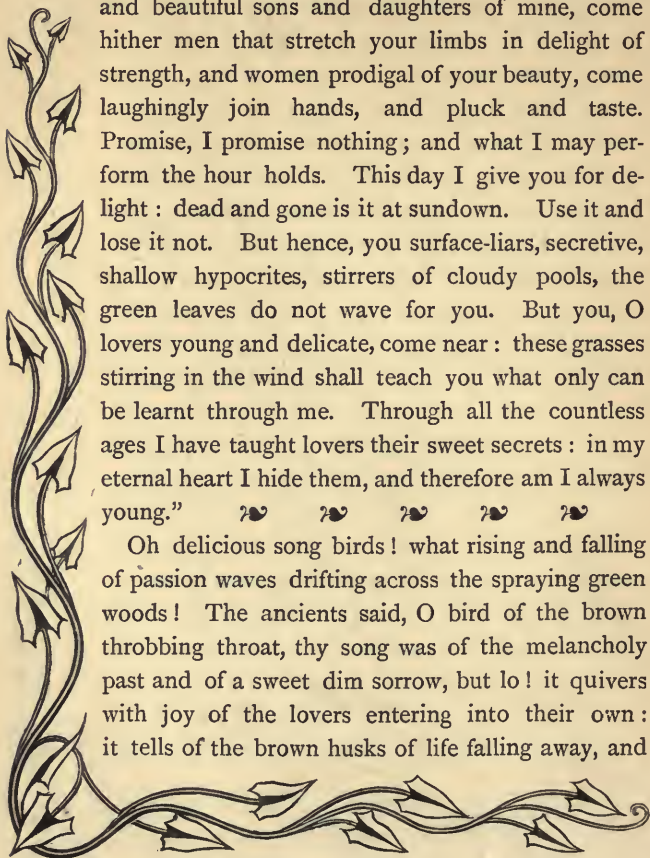 and beautiful sons and daughters of mine, come
hither men that stretch your limbs in delight of
strength, and women prodigal of your beauty, come
laughingly join hands, and pluck and taste.
Promise, I promise nothing; and what I may per-
form the hour holds. This day I give you for de-
light : dead and gone is it at sundown. Use it and
lose it not. But hence, you surface-liars, secretive,
shallow hypocrites, stirrers of cloudy pools, the
green leaves do not wave for you. But you, O
lovers young and delicate, come near : these grasses
stirring in the wind shall teach you what only can
be learnt through me. Through all the countless
ages I have taught lovers their sweet secrets : in my
eternal heart I hide them, and therefore am I always
young.” ❧ ❧ ❧ ❧ ❧
Oh delicious song birds ! what rising and falling
of passion waves drifting across the spraying green
woods ! The ancients said, O bird of the brown
throbbing throat, thy song was of the melancholy
past and of a sweet dim sorrow, but lo ! it quivers
with joy of the lovers entering into their own :
it tells of the brown husks of life falling away, and